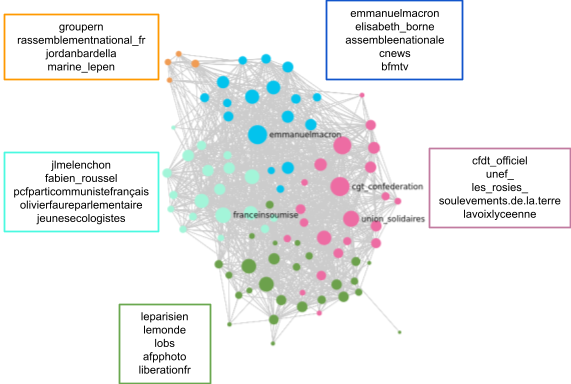 groupern
rassemblementnational_fr
jordanbardella
marine_lepen
emmanuelmacron
elisabeth_borne
assembleenationale
cnews
bfmtv
emmanuelmacron
jlmelenchon
fabien_roussel
pcfparticommunistefrançais
olivierfaureparlementaire
jeunesecologistes
cgt_confederation
franceinsoumise
union_solidaires
cfdt_officiel
unef_
les_rosies_
soulevements.de.la.terre
lavoixlyceenne
leparisien
lemonde
lobs
afpphoto
liberationfr